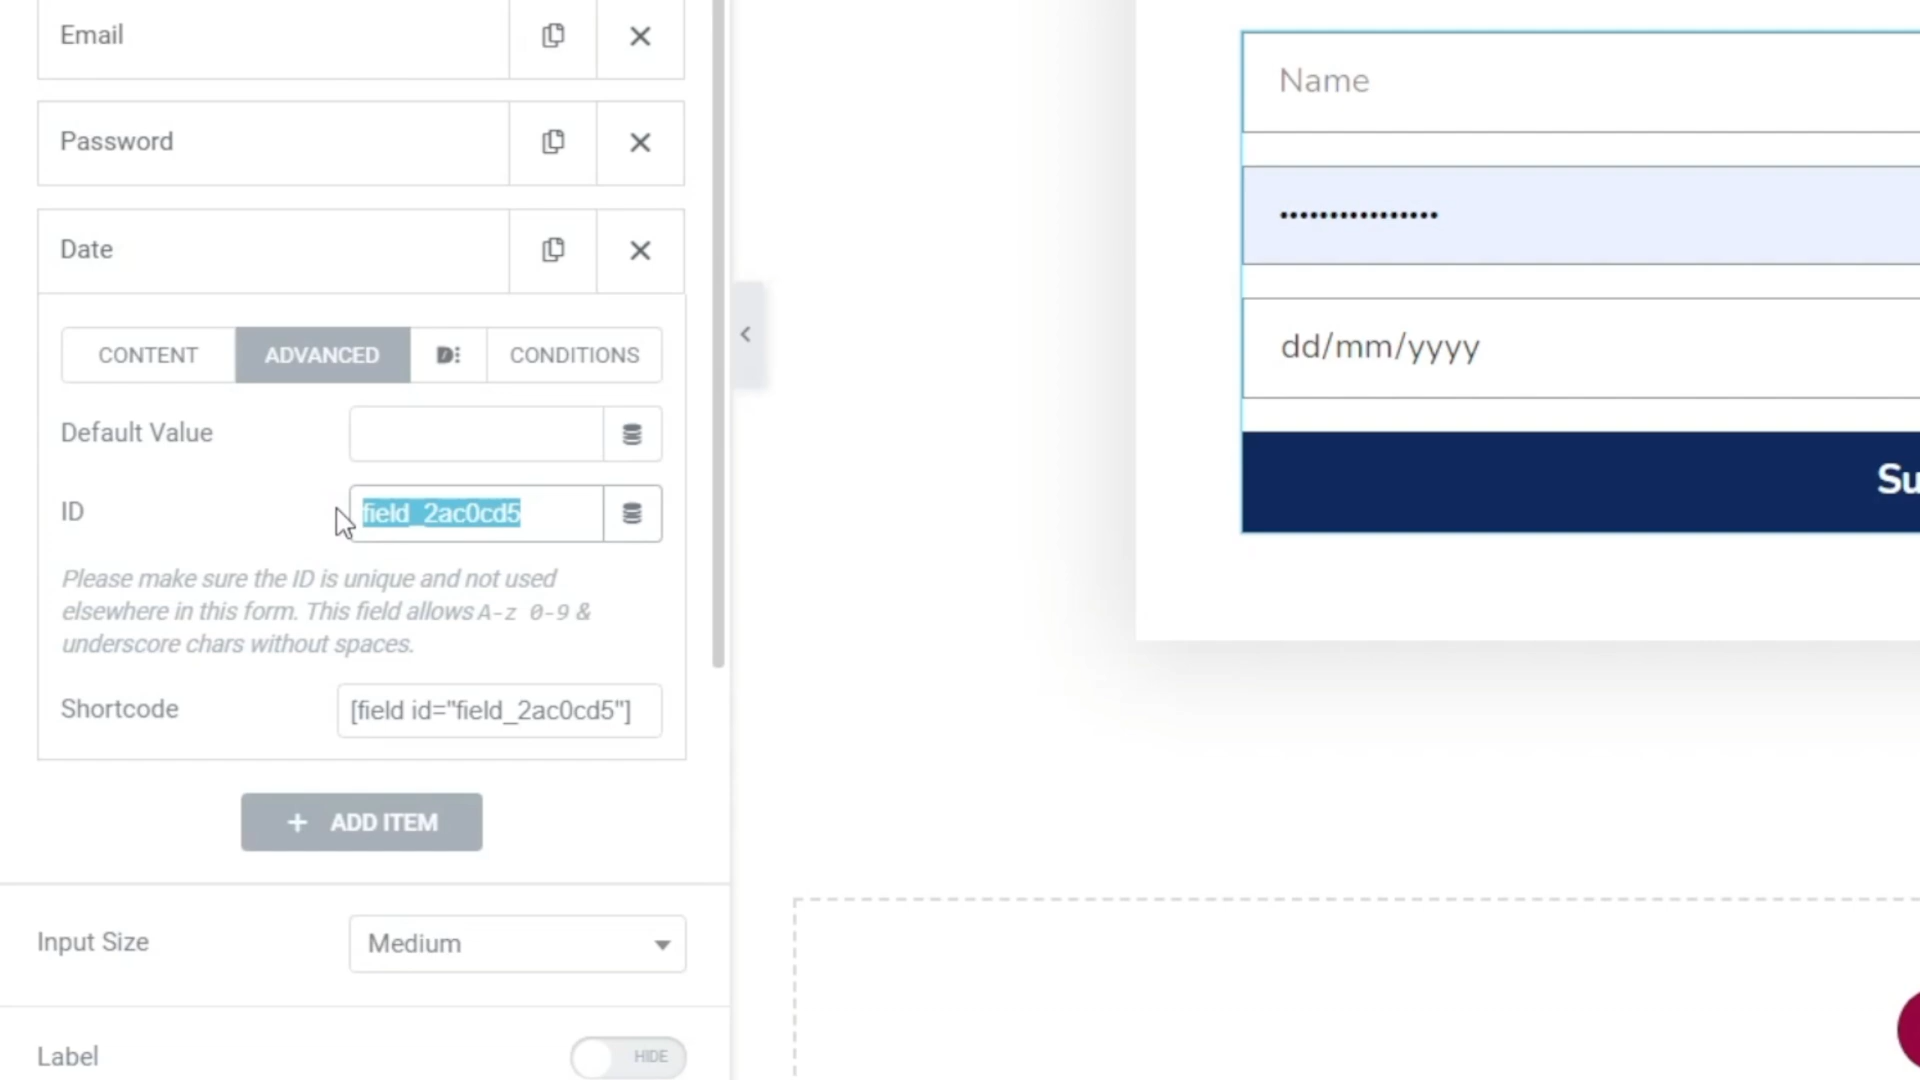 Email
Password
Date
CONTENT ADVANCED CONDITIONS
Default Value
ID field_2ac0cd5
Please make sure the ID is unique and not used
elsewhere in this form. This field allows A-z 0-9 &
underscore chars without spaces.
Shortcode [field id="field_2ac0cd5"]
+ ADD ITEM
Input Size Medium
Label HIDE
Name
••••••••••••••••
dd/mm/yyyy
Su